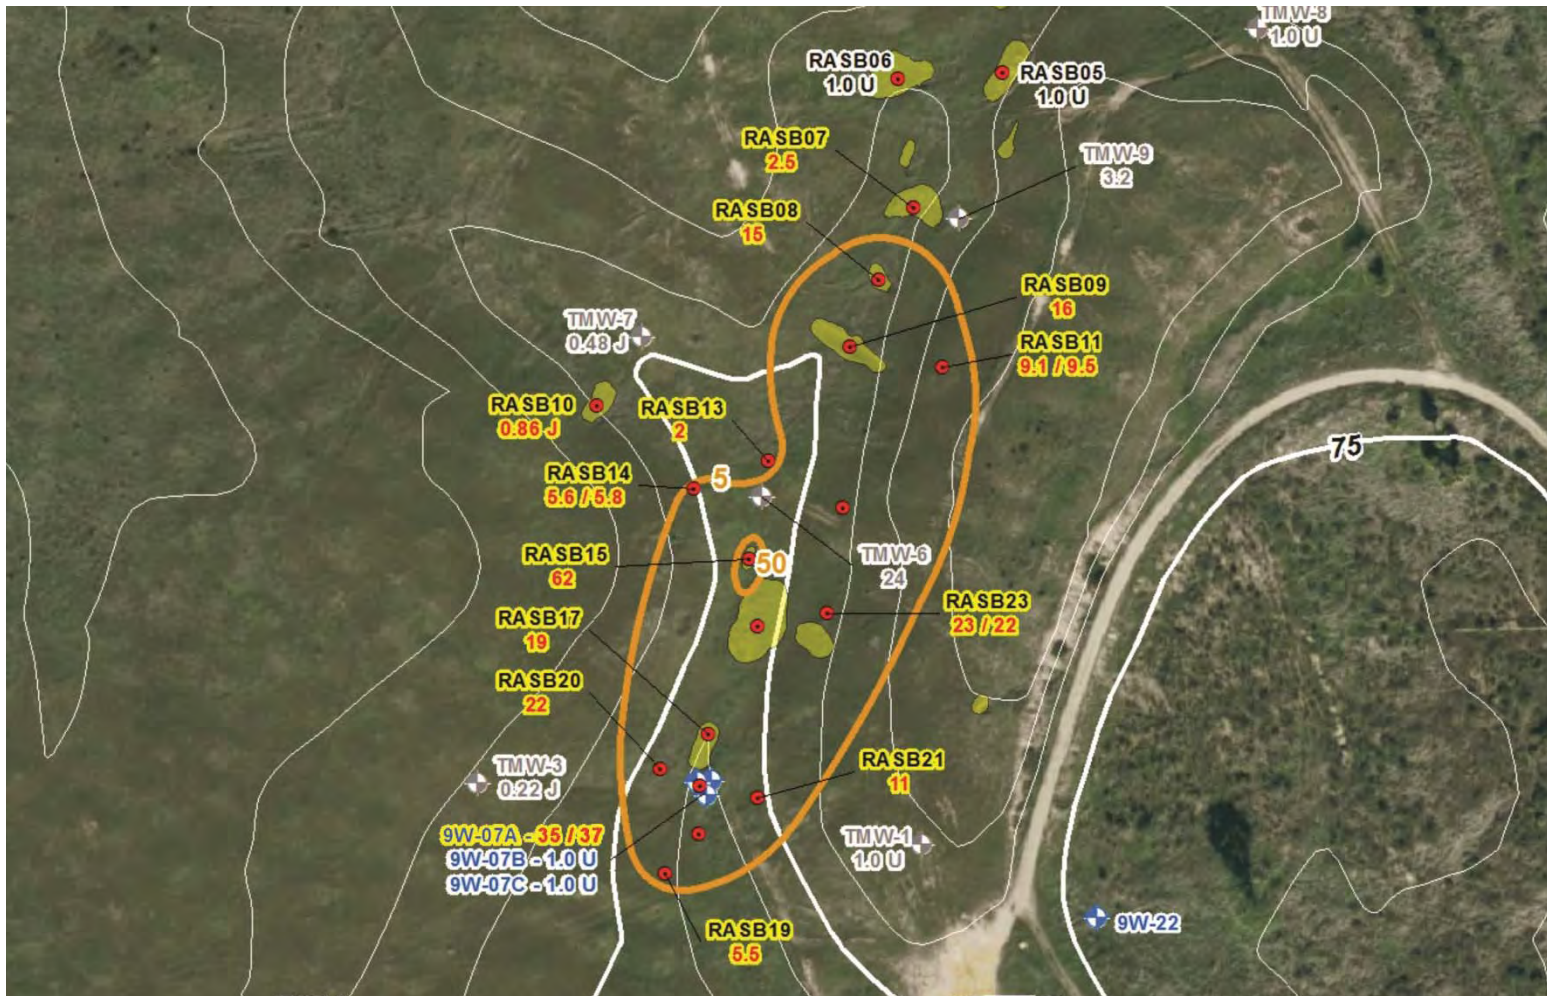 TMW-8
1.0 U
RASB06
1.0 U
RASB05
1.0 U
RASB07
2.5
TMW-9
3.2
RASB08
15
RASB09
16
TMW-7
0.48 J
RASB11
9.1 / 9.5
RASB10
0.86 J
RASB13
2
75
RASB14
5.6 / 5.8
5
RASB15
62
50
TMW-6
24
RASB23
23 / 22
RASB17
19
RASB20
22
TMW-3
0.22 J
RASB21
11
9W-07A - 35 / 37
9W-07B - 1.0 U
9W-07C - 1.0 U
TMW-1
1.0 U
9W-22
RASB19
5.5